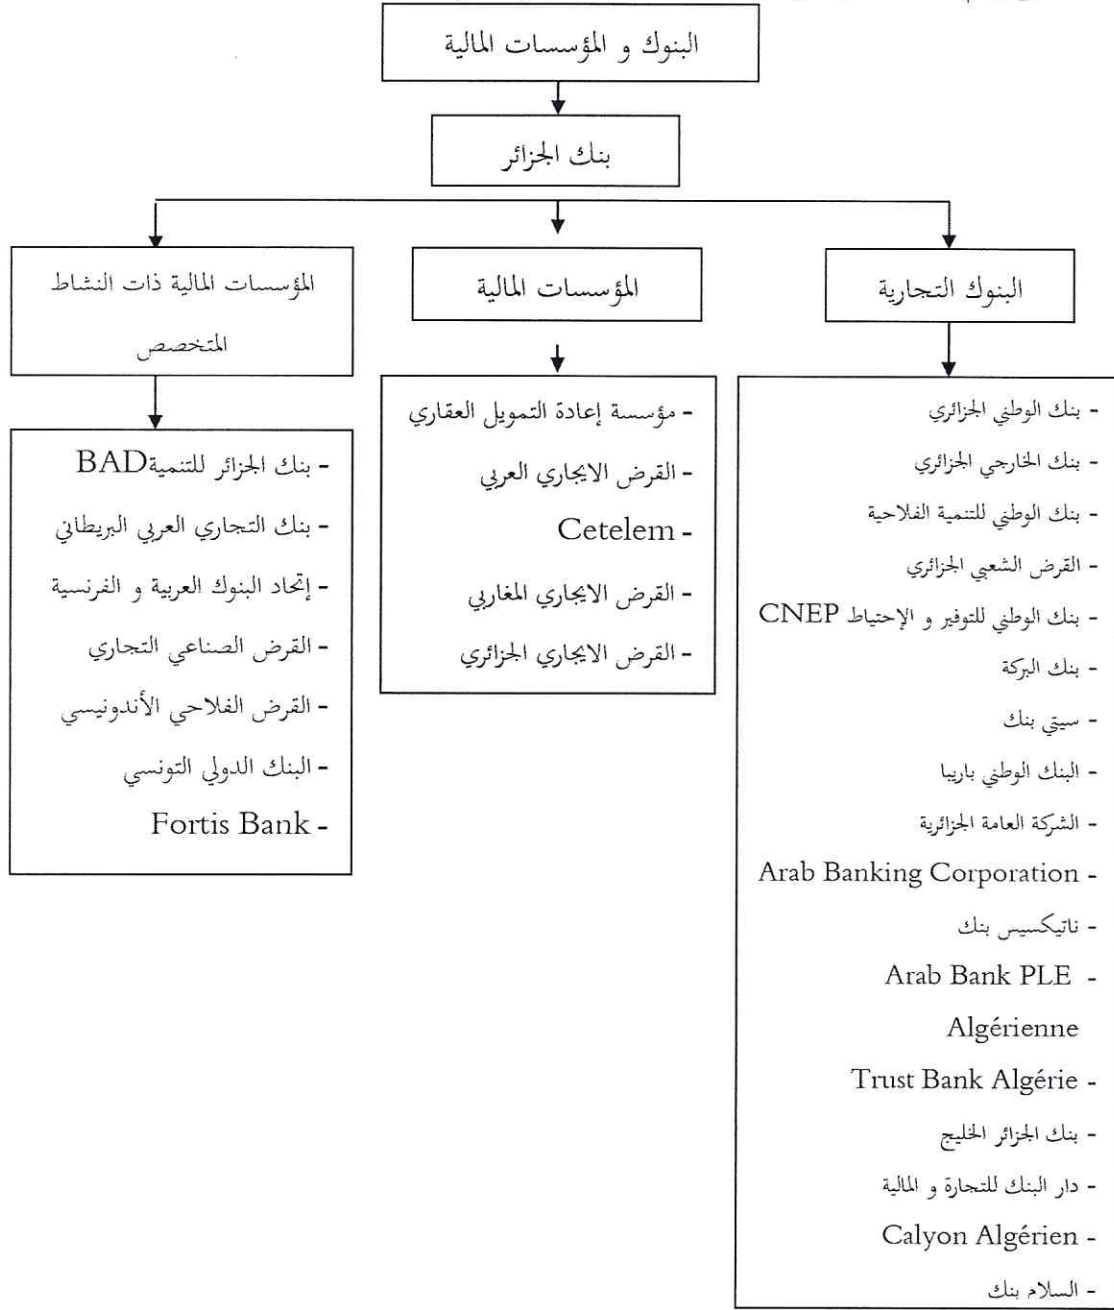 البنوك و المؤسسات المالية
بنك الجزائر
البنوك التجارية
- بنك الوطني الجزائري
- بنك الخارجي الجزائري
- بنك الوطني للتنمية الفلاحية
- القرض الشعبي الجزائري
- بنك الوطني للتوفير و الإحتياط CNEP
- بنك البركة
- سيتي بنك
- البنك الوطني باريبا
- الشركة العامة الجزائرية
Arab Banking Corporation -
- ناتيكسيس بنك
Arab Bank PLE -
Algérienne
Trust Bank Algérie -
- بنك الجزائر الخليج
- دار البنك للتجارة و المالية
Calyon Algérien -
- السلام بنك
المؤسسات المالية
- مؤسسة إعادة التمويل العقاري
- القرض الايجاري العربي
Cetelem -
- القرض الايجاري المغاربي
- القرض الايجاري الجزائري
المؤسسات المالية ذات النشاط
المتخصص
- بنك الجزائر للتنميةBAD
- بنك التجاري العربي البريطاني
- إتحاد البنوك العربية و الفرنسية
- القرض الصناعي التجاري
- القرض الفلاحي الأندونيسي
- البنك الدولي التونسي
Fortis Bank -